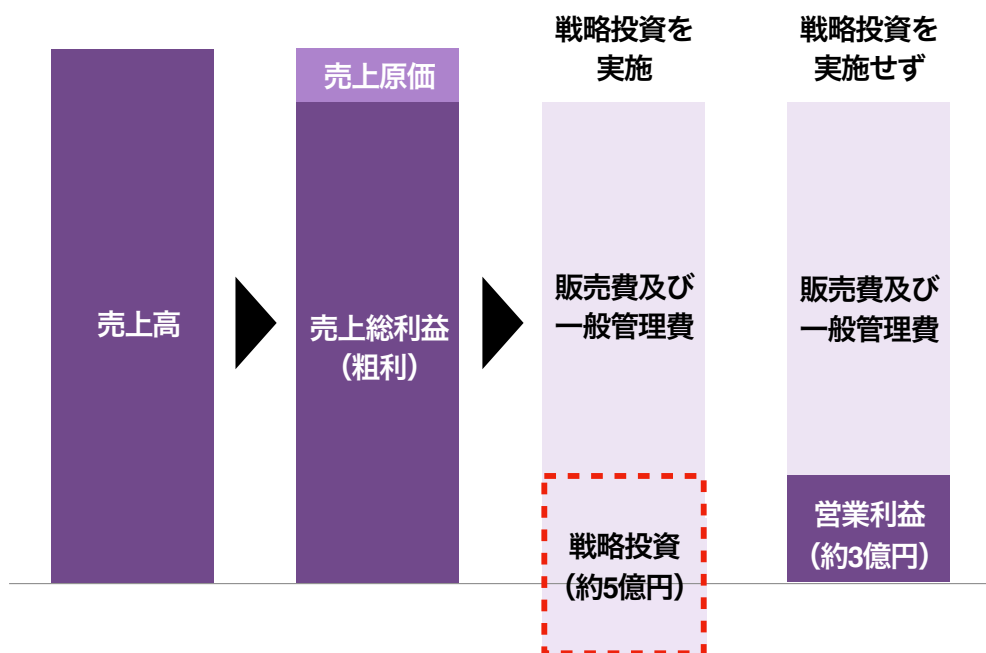 売上高
売上原価
売上総利益
（粗利）
戦略投資を
実施
販売費及び
一般管理費
戦略投資
（約5億円）
戦略投資を
実施せず
販売費及び
一般管理費
営業利益
（約3億円）